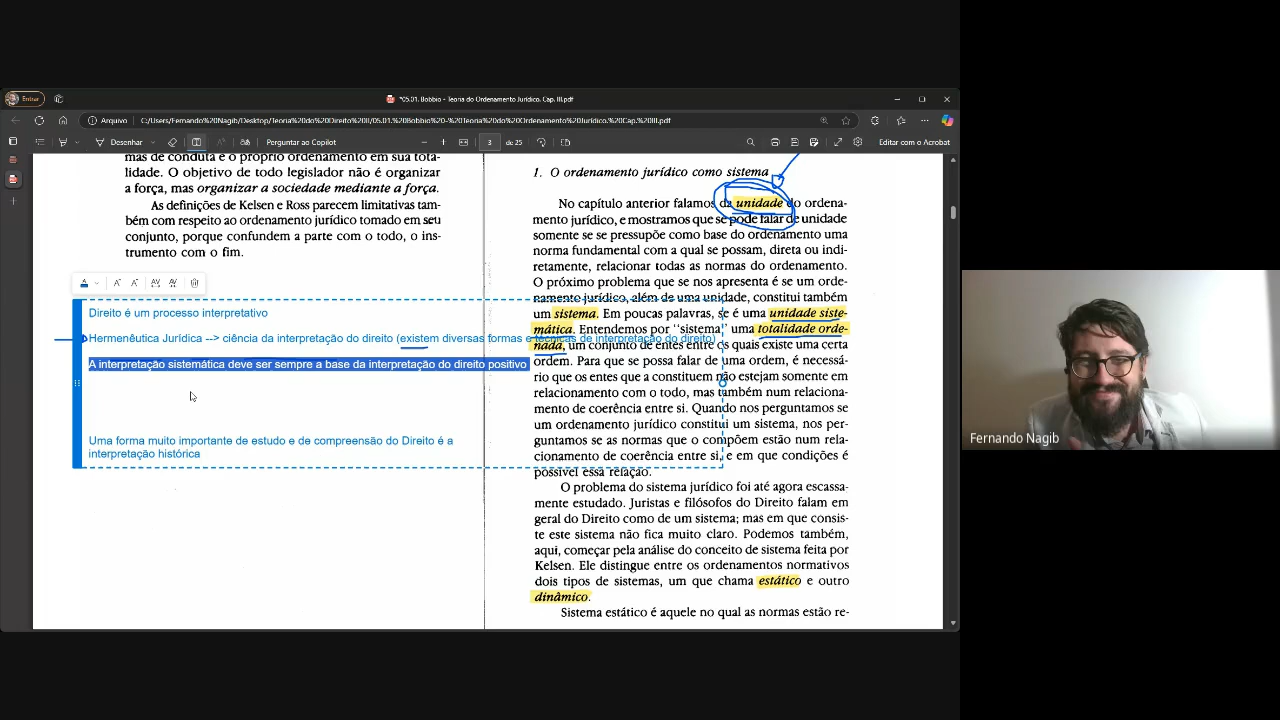 Entrar
*05.01. Bobbio - Teoria do Ordenamento Jurídico. Cap. III.pdf
Arquivo
C:/Users/Fernando%20Nagib/Desktop/Teoria%20do%20Direito%20II/05.01.%20Bobbio%20-%20Teoria%20do%20Ordenamento%20Jurídico.%20Cap.%20III.pdf
Desenhar
Perguntar ao Copilot
3 de 25
Editar com o Acrobat
mas de conduta e o próprio ordenamento em sua tota-
lidade. O objetivo de todo legislador não é organizar
a força, mas organizar a sociedade mediante a força.
As definições de Kelsen e Ross parecem limitativas tam-
bém com respeito ao ordenamento jurídico tomado em seu
conjunto, porque confundem a parte com o todo, o ins-
trumento com o fim.
Direito é um processo interpretativo
Hermenêutica Jurídica --> ciência da interpretação do direito (existem diversas formas e técnicas de interpretação do direito)
A interpretação sistemática deve ser sempre a base da interpretação do direito positivo
Uma forma muito importante de estudo e de compreensão do Direito é a
interpretação histórica
1. O ordenamento jurídico como sistema
No capítulo anterior falamos da unidade do ordena-
mento jurídico, e mostramos que se pode falar de unidade
somente se se pressupõe como base do ordenamento uma
norma fundamental com a qual se possam, direta ou indi-
retamente, relacionar todas as normas do ordenamento.
O próximo problema que se nos apresenta é se um orde-
namento jurídico, além de uma unidade, constitui também
um sistema. Em poucas palavras, se é uma unidade siste-
mática. Entendemos por "sistema" uma totalidade orde-
nada, um conjunto de entes entre os quais existe uma certa
ordem. Para que se possa falar de uma ordem, é necessá-
rio que os entes que a constituem não estejam somente em
relacionamento com o todo, mas também num relaciona-
mento de coerência entre si. Quando nos perguntamos se
um ordenamento jurídico constitui um sistema, nos per-
guntamos se as normas que o compõem estão num rela-
cionamento de coerência entre si, e em que condições é
possível essa relação.
O problema do sistema jurídico foi até agora escassa-
mente estudado. Juristas e filósofos do Direito falam em
geral do Direito como de um sistema; mas em que consis-
te este sistema não fica muito claro. Podemos também,
aqui, começar pela análise do conceito de sistema feita por
Kelsen. Ele distingue entre os ordenamentos normativos
dois tipos de sistemas, um que chama estático e outro
dinâmico.
Sistema estático é aquele no qual as normas estão re-
Fernando Nagib